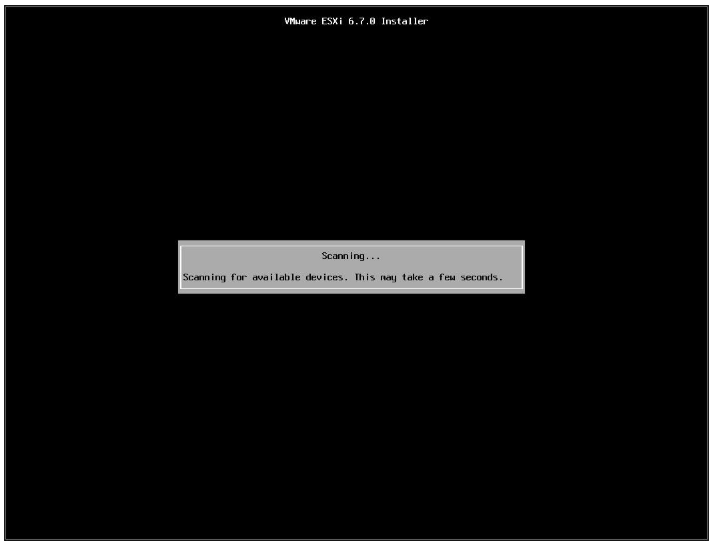 VMware ESXi 6.7.0 Installer
Scanning...
Scanning for available devices. This may take a few seconds.